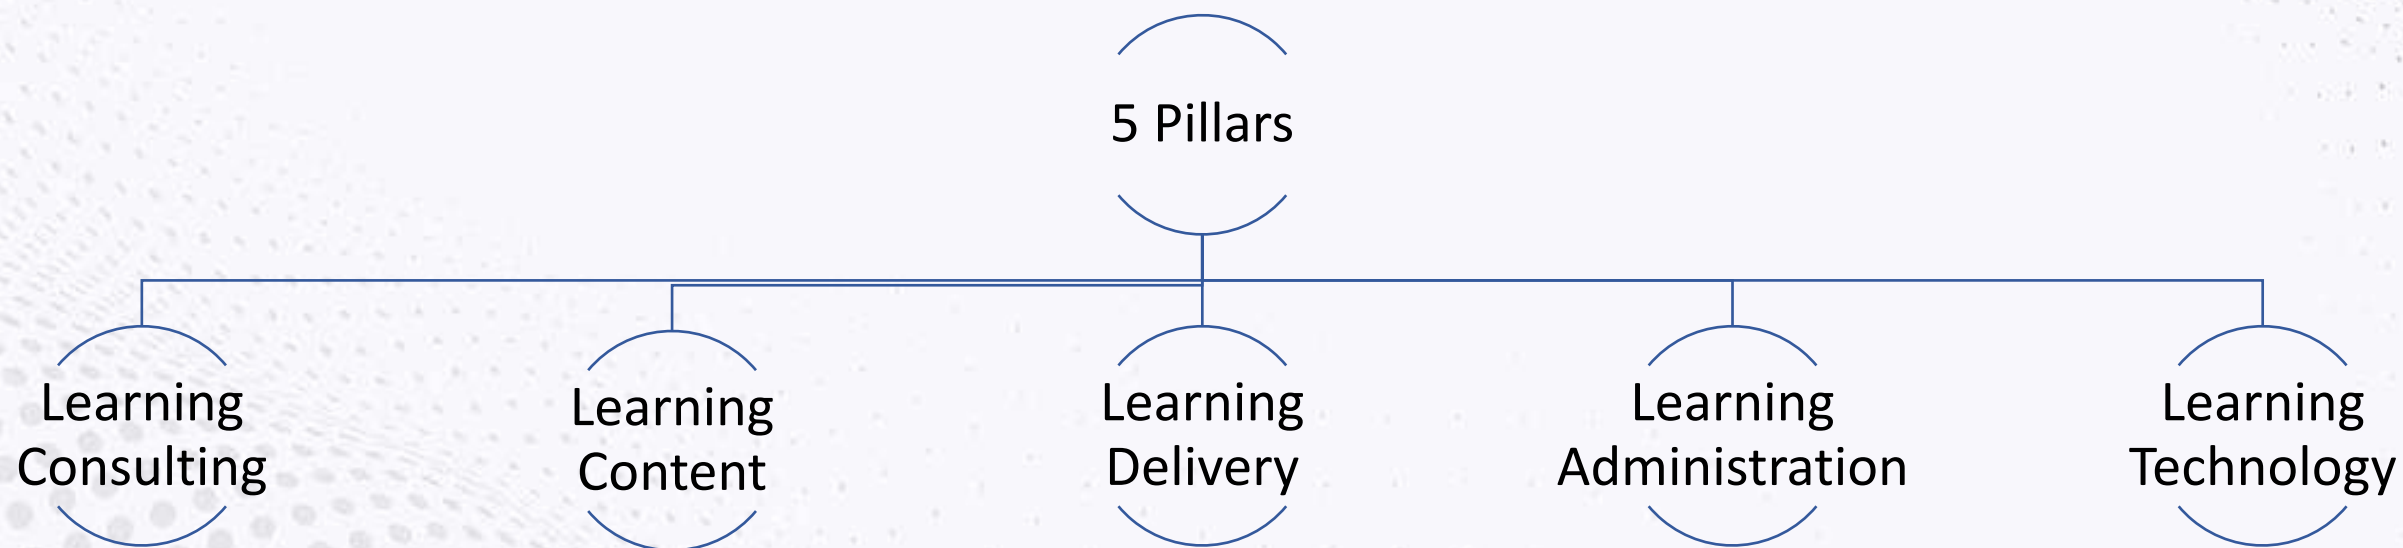 5 Pillars
Learning
Consulting
Learning
Content
Learning
Delivery
Learning
Administration
Learning
Technology